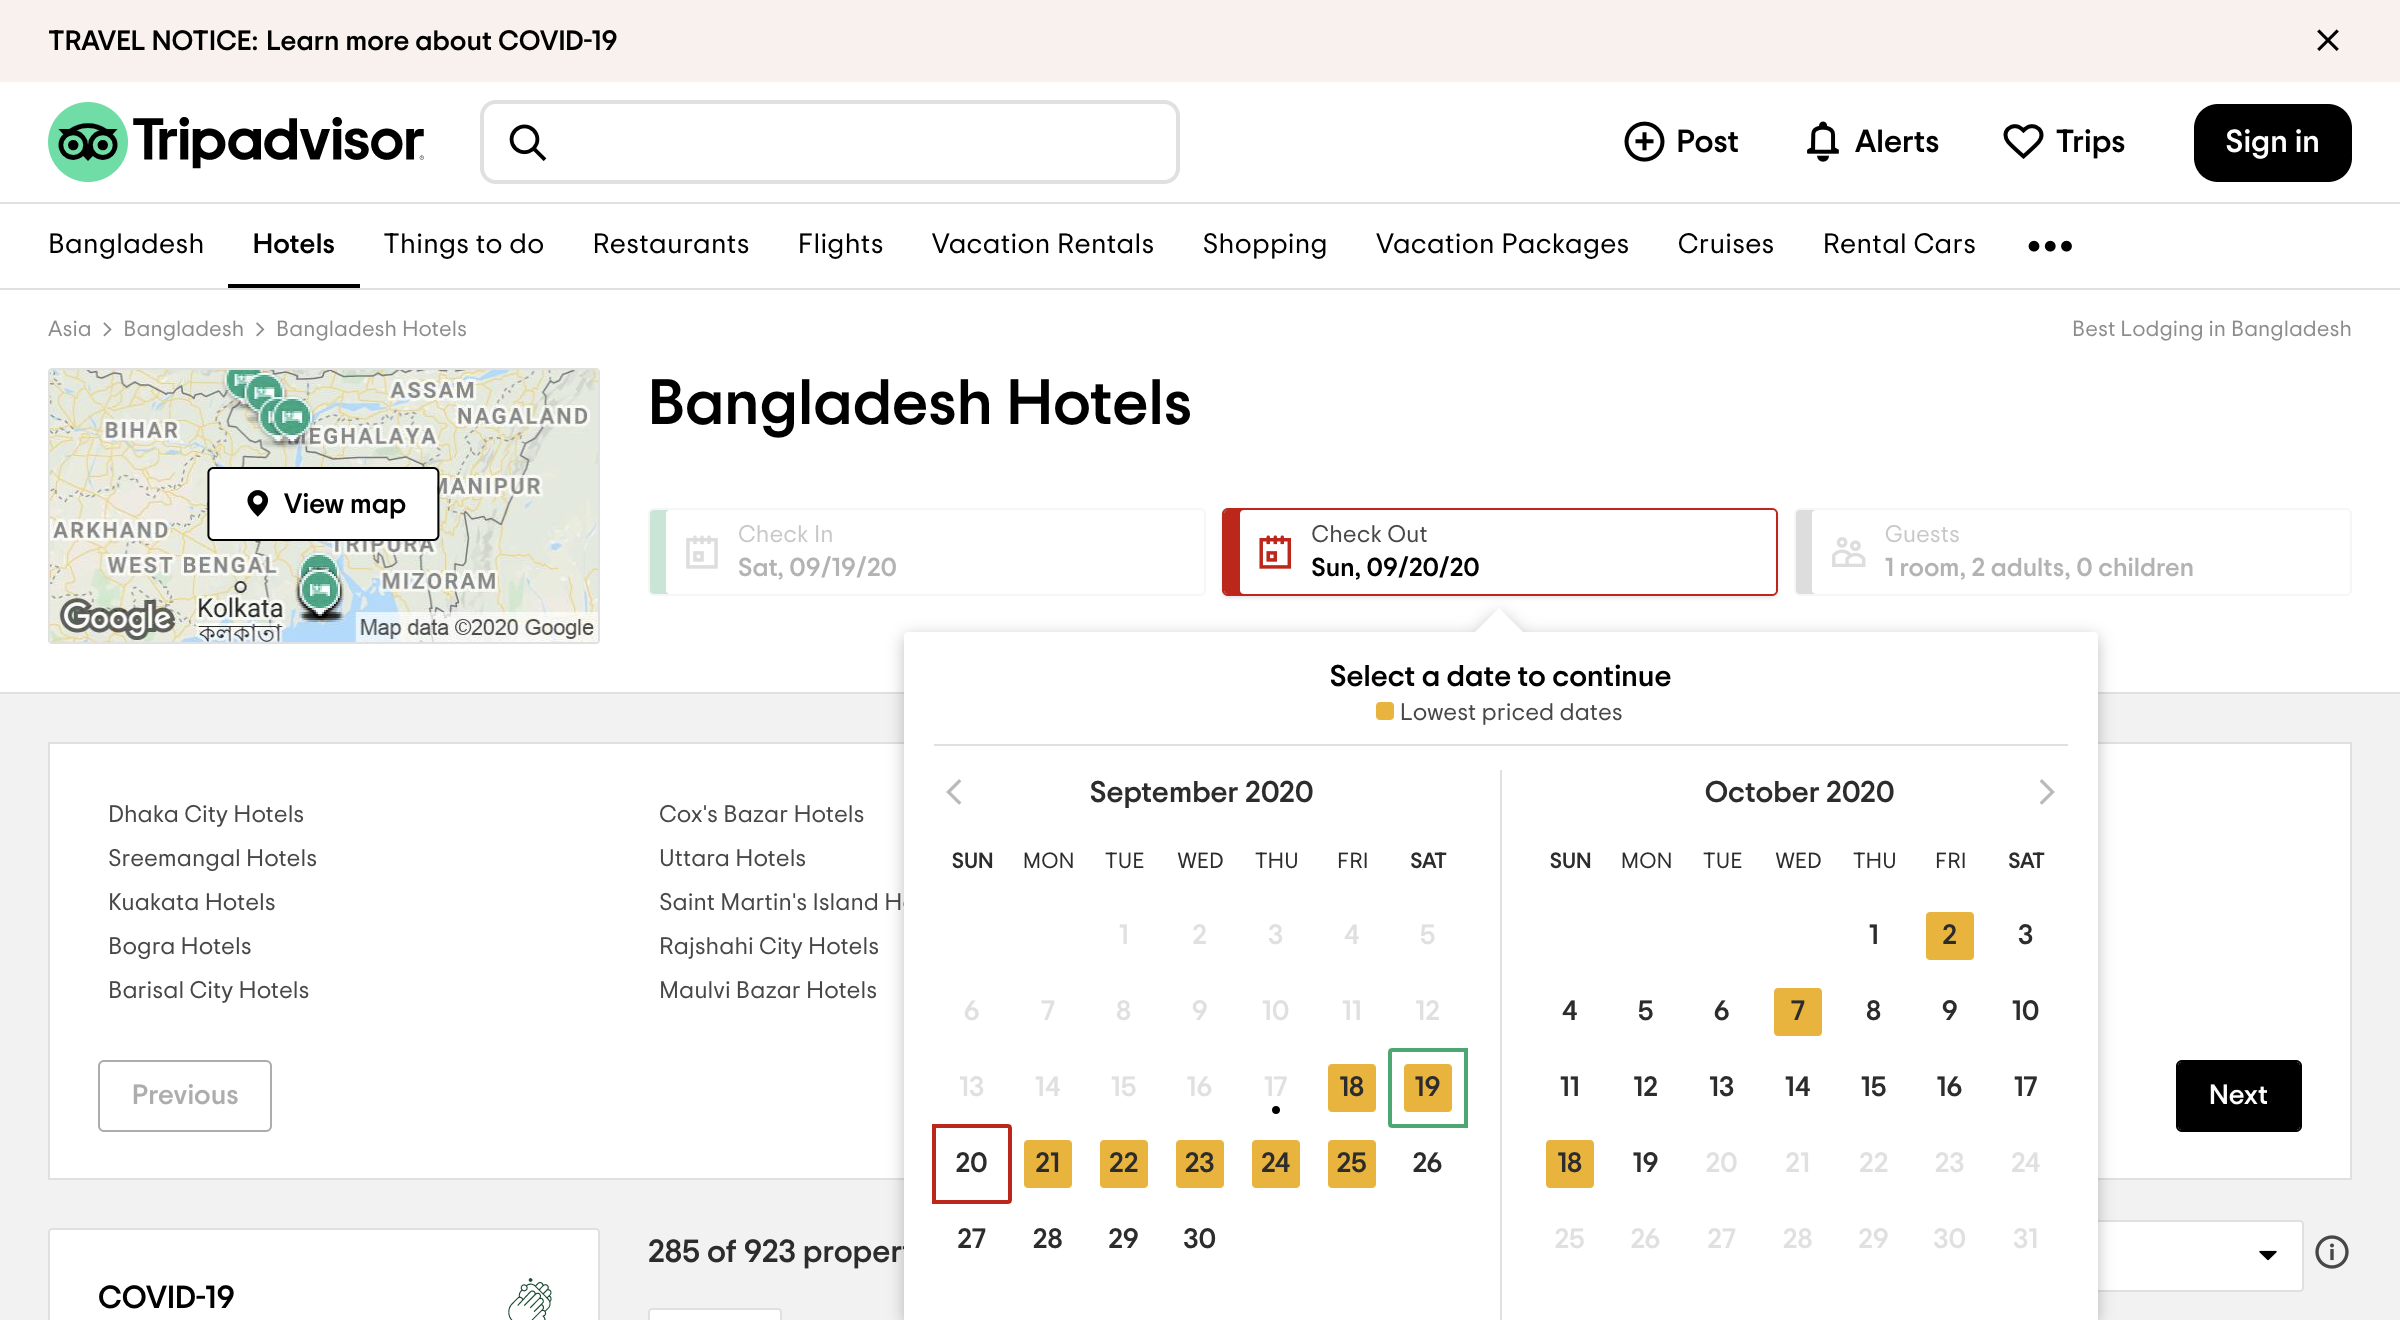 TRAVEL NOTICE: Learn more about COVID-19
Tripadvisor
Post
Alerts
Trips
Sign in
Bangladesh
Hotels
Things to do
Restaurants
Flights
Vacation Rentals
Shopping
Vacation Packages
Cruises
Rental Cars
Asia > Bangladesh > Bangladesh Hotels
Best Lodging in Bangladesh
ASSAM
NAGALAND
BIHAR
MEGHALAYA
MANIPUR
View map
ARKHAND
TRIPURA
WEST BENGAL
MIZORAM
Kolkata
কলকাতা
Google
Map data ©2020 Google
Bangladesh Hotels
Check In
Sat, 09/19/20
Check Out
Sun, 09/20/20
Guests
1 room, 2 adults, 0 children
Select a date to continue
Lowest priced dates
September 2020
SUN MON TUE WED THU FRI SAT
1 2 3 4 5
6 7 8 9 10 11 12
13 14 15 16 17 18 19
20 21 22 23 24 25 26
27 28 29 30
October 2020
SUN MON TUE WED THU FRI SAT
1 2 3
4 5 6 7 8 9 10
11 12 13 14 15 16 17
18 19 20 21 22 23 24
25 26 27 28 29 30 31
Dhaka City Hotels
Sreemangal Hotels
Kuakata Hotels
Bogra Hotels
Barisal City Hotels
Cox's Bazar Hotels
Uttara Hotels
Saint Martin's Island H
Rajshahi City Hotels
Maulvi Bazar Hotels
Previous
Next
COVID-19
285 of 923 proper